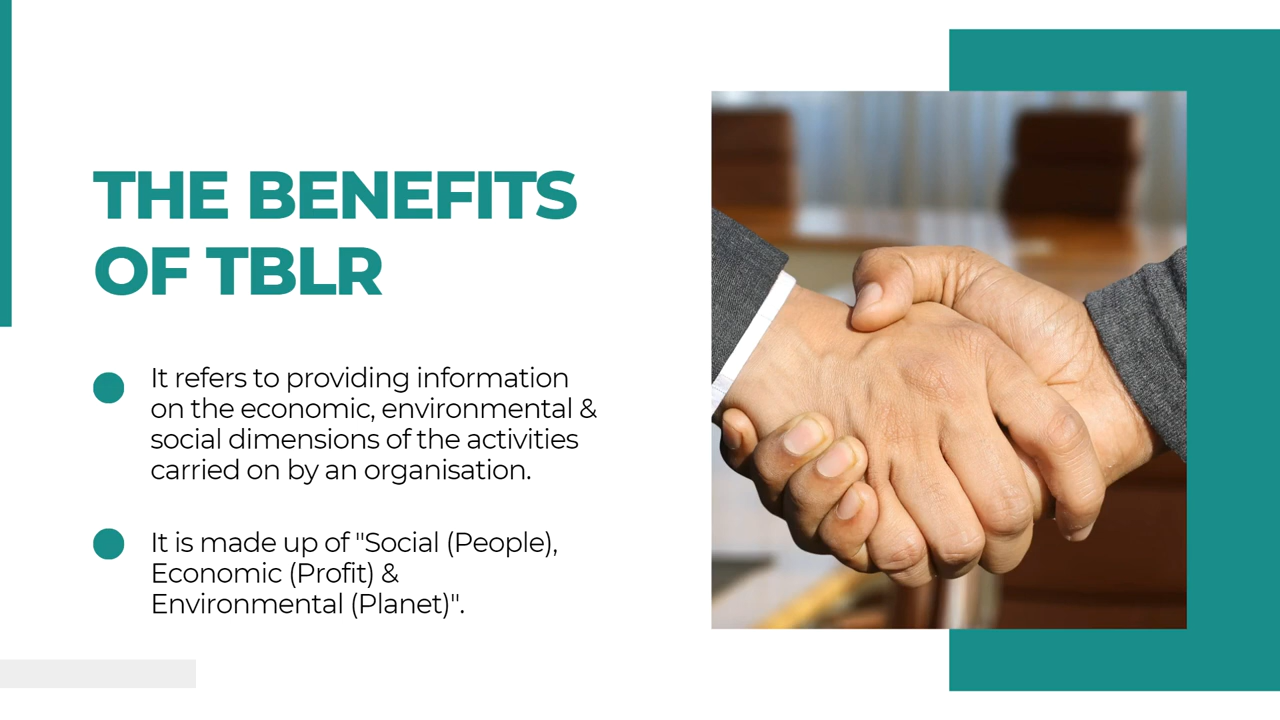 THE BENEFITS
OF TBLR
It refers to providing information
on the economic, environmental &
social dimensions of the activities
carried on by an organisation.
It is made up of "Social (People),
Economic (Profit) &
Environmental (Planet)".